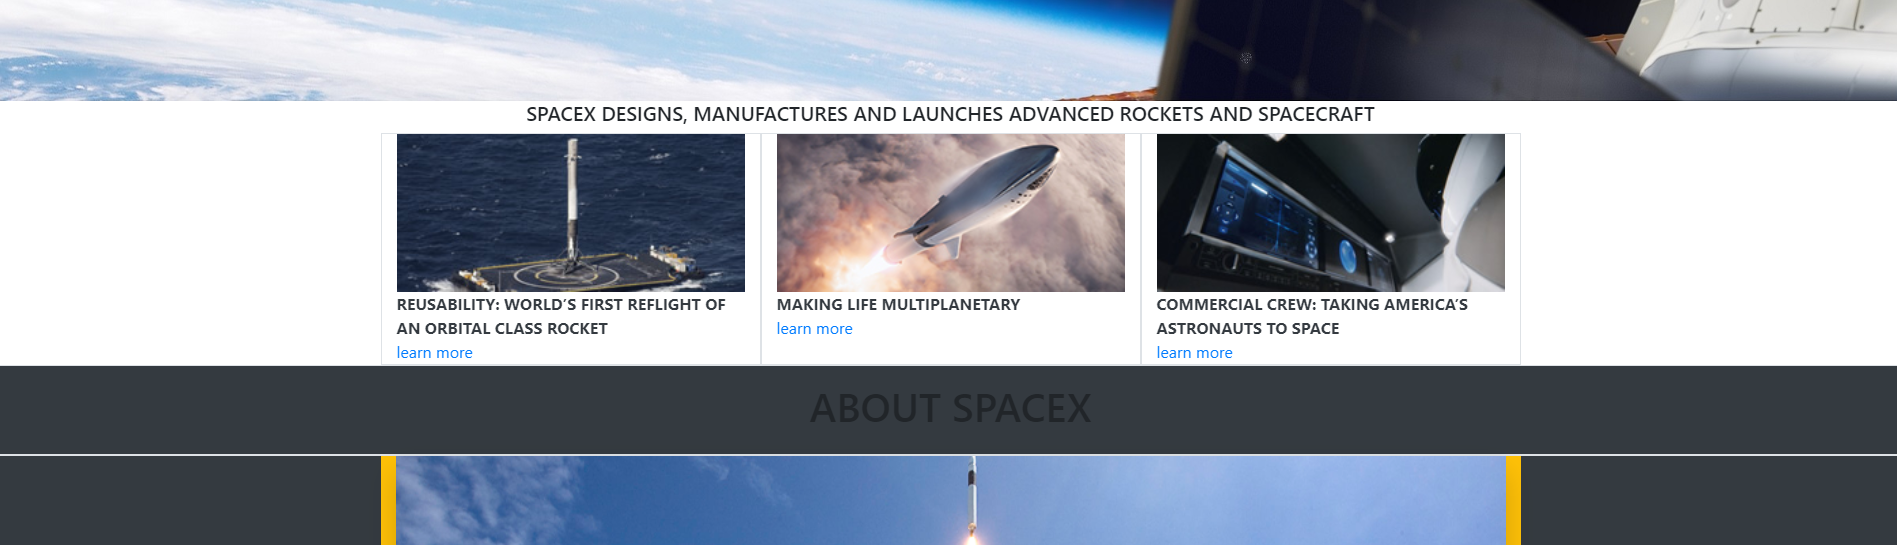 SPACEX DESIGNS, MANUFACTURES AND LAUNCHES ADVANCED ROCKETS AND SPACECRAFT
REUSABILITY: WORLD’S FIRST REFLIGHT OF
AN ORBITAL CLASS ROCKET
learn more
MAKING LIFE MULTIPLANETARY
learn more
COMMERCIAL CREW: TAKING AMERICA’S
ASTRONAUTS TO SPACE
learn more
ABOUT SPACEX